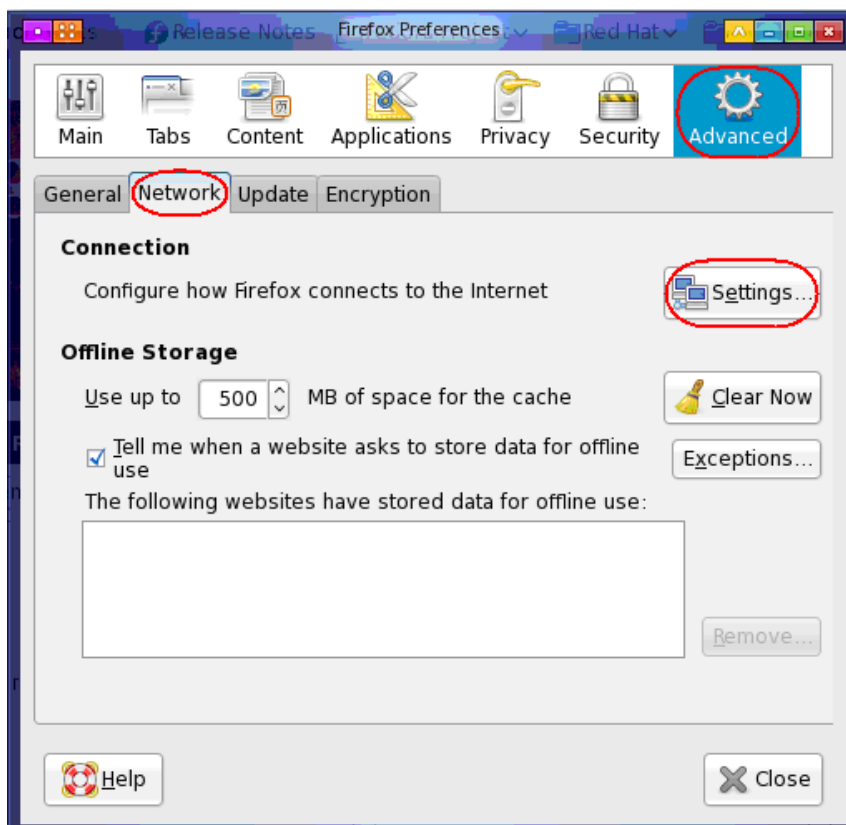 Release Notes Firefox Preferences Red Hat
Main Tabs Content Applications Privacy Security Advanced
General Network Update Encryption
Connection
Configure how Firefox connects to the Internet Settings...
Offline Storage
Use up to 500 MB of space for the cache Clear Now
Tell me when a website asks to store data for offline
use
Exceptions...
The following websites have stored data for offline use:
Remove...
Help Close